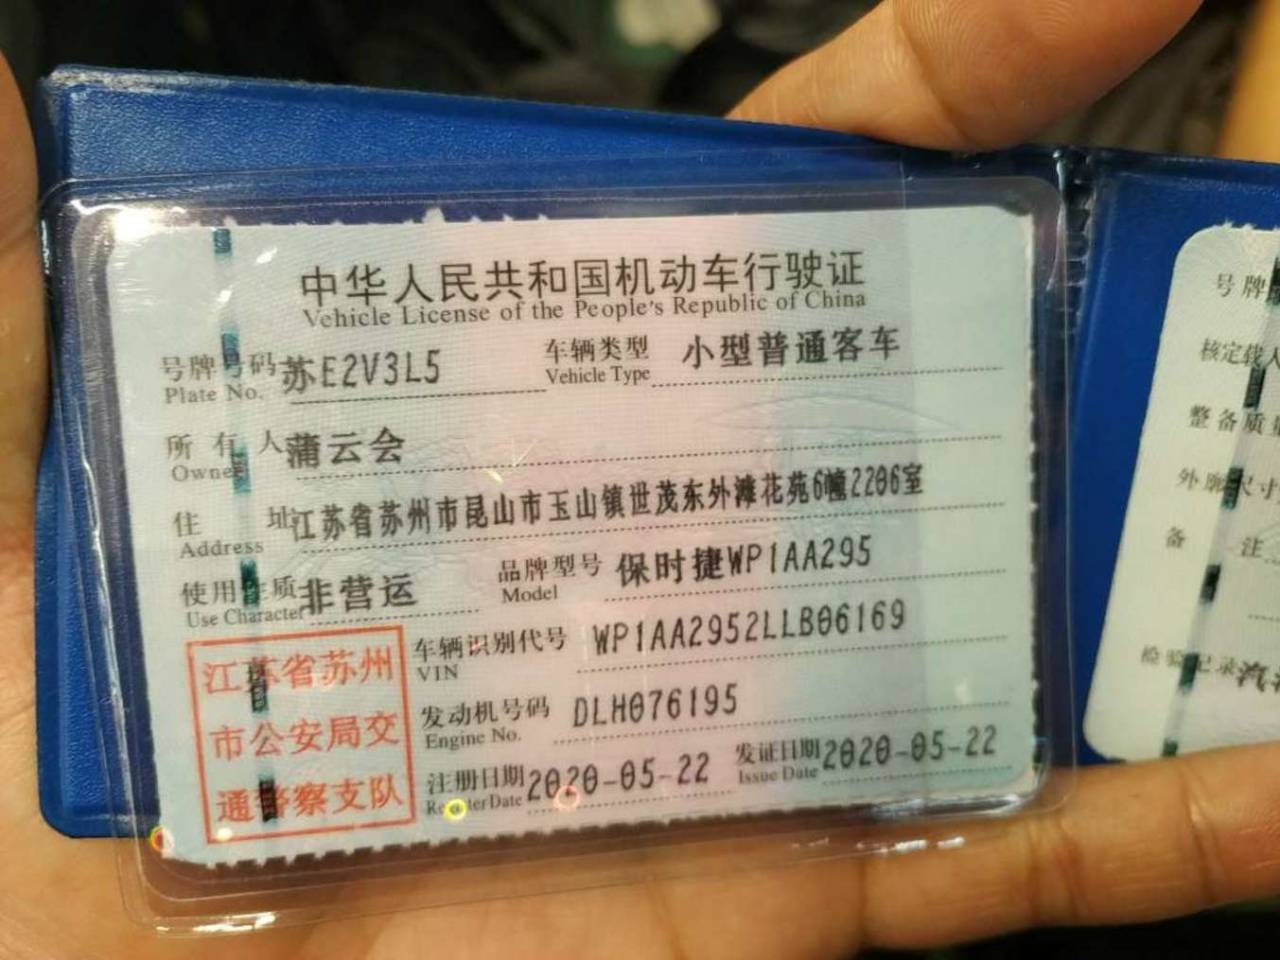 中华人民共和国机动车行驶证
Vehicle License of the People's Republic of China
号牌号码 苏E2V3L5 车辆类型 小型普通客车
Plate No. Vehicle Type
所有人 蒲云会
Owner
住址 江苏省苏州市昆山市玉山镇世茂东外滩花苑6幢2206室
Address
使用性质 非营运 品牌型号 保时捷WP1AA295
Use Character Model
车辆识别代号 WP1AA2952LLB06169
VIN
发动机号码 DLH076195
Engine No.
注册日期 2020-05-22 发证日期 2020-05-22
Register Date Issue Date
江苏省苏州
市公安局交
通警察支队
号牌
核定载人
整备质量
外廓尺寸
备注
检验记录 汽